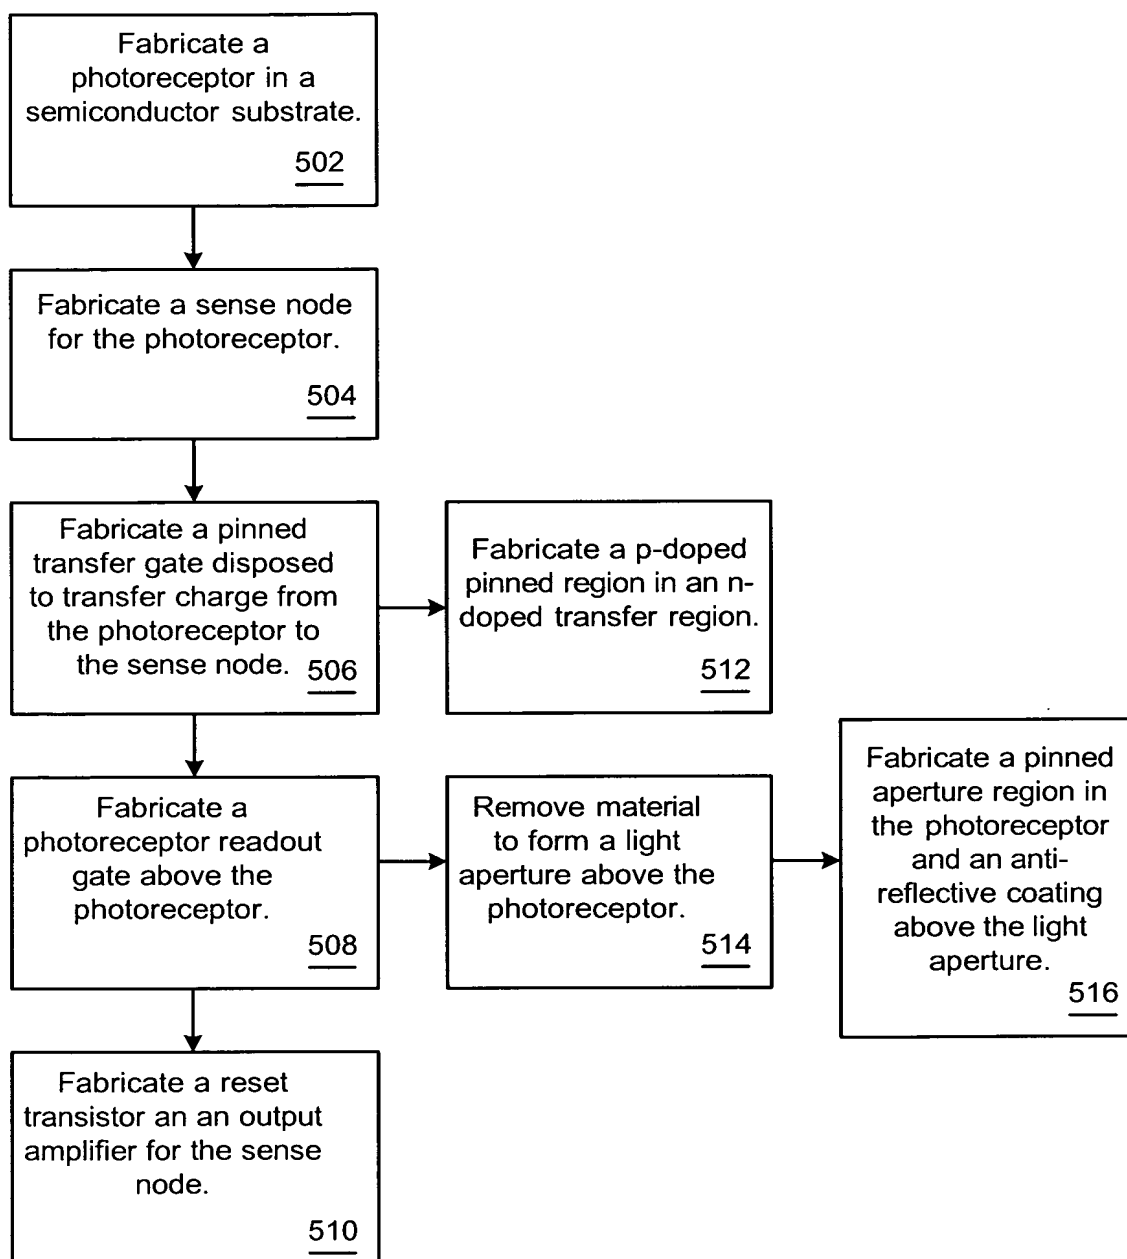 Fabricate a
photoreceptor in a
semiconductor substrate.
502
Fabricate a sense node
for the photoreceptor.
504
Fabricate a pinned
transfer gate disposed
to transfer charge from
the photoreceptor to
the sense node.
506
Fabricate a p-doped
pinned region in an n-
doped transfer region.
512
Fabricate a
photoreceptor readout
gate above the
photoreceptor.
508
Remove material
to form a light
aperture above the
photoreceptor.
514
Fabricate a pinned
aperture region in
the photoreceptor
and an anti-
reflective coating
above the light
aperture.
516
Fabricate a reset
transistor an an output
amplifier for the sense
node.
510